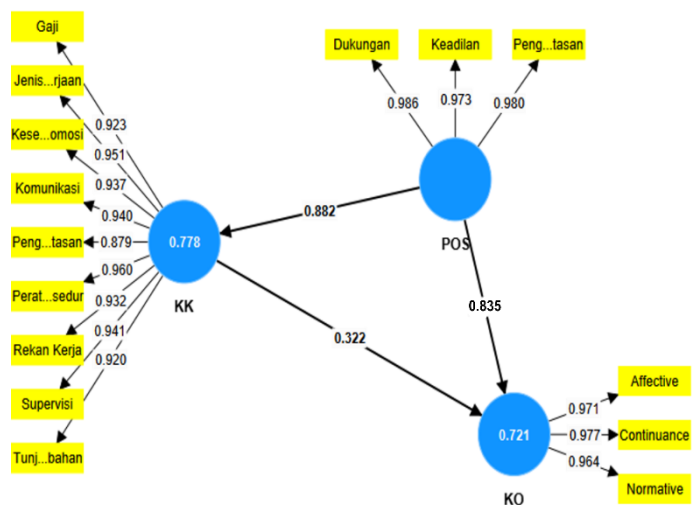 Gaji
Jenis...rjaan
Kese...omosi
Komunikasi
Peng...tasan
Perat...sedur
Rekan Kerja
Supervisi
Tunj...bahan
0.923
0.951
0.937
0.940
0.879
0.960
0.932
0.941
0.920
0.778
KK
Dukungan
Keadilan
Peng...tasan
0.986
0.973
0.980
POS
0.882
0.835
0.322
0.721
KO
0.971
0.977
0.964
Affective
Continuance
Normative